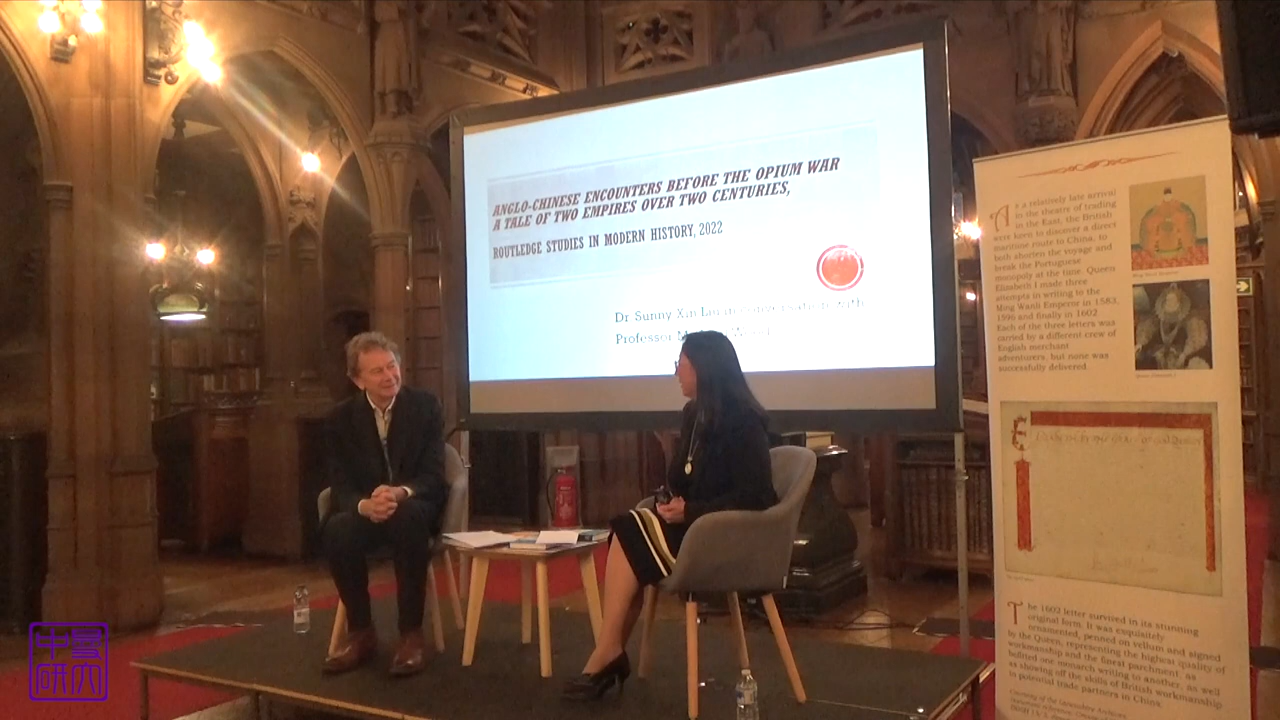 ANGLO-CHINESE ENCOUNTERS BEFORE THE OPIUM WAR
A TALE OF TWO EMPIRES OVER TWO CENTURIES,
ROUTLEDGE STUDIES IN MODERN HISTORY, 2022
Dr Sunny Xin Liu in conversation with
Professor
As a relatively late arrival
in the theatre of trading
in the East, the British
were keen to discover a direct
maritime route to China, to
both shorten the voyage and
break the Portuguese
monopoly at the time. Queen
Elizabeth I made three
attempts in writing to the
Ming Wanli Emperor in 1583,
1596 and finally in 1602
Each of the three letters was
carried by a different crew of
English merchant
adventurers, but none was
successfully delivered.
The 1602 letter survived in its stunning
original form. It was exquisitely
ornamented, penned on vellum and signed
by the Queen, representing the highest quality of
workmanship and the finest parchment, as
befitted one monarch writing to another, as well
as showing off the skills of British workmanship
to potential trade partners in China.
Courtesy of the Lancashire Archives
中
研